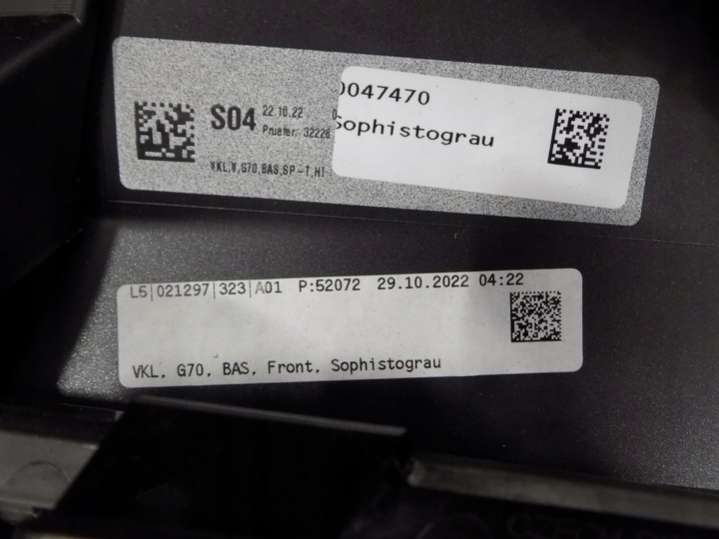 S04 22.10.22
Pruefer: 32226
VKL,V,G70,BAS,SP-T,HI
0047470
Sophistograu
L5|021297|323|A01 P:52072 29.10.2022 04:22
VKL, G70, BAS, Front, Sophistograu